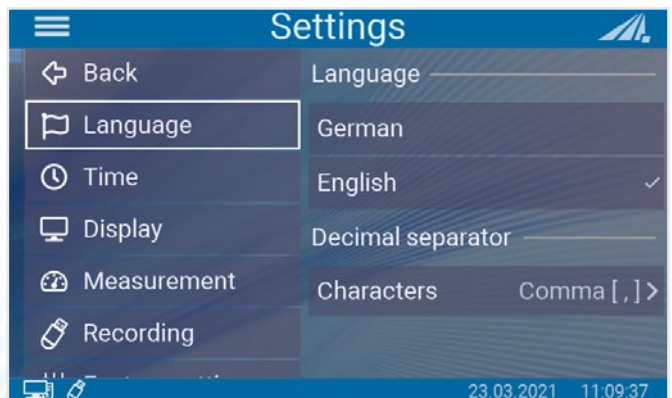 Settings
Back
Language
Time
Display
Measurement
Recording
Language
German
English
Decimal separator
Characters Comma [ , ]
23.03.2021 11:09:37